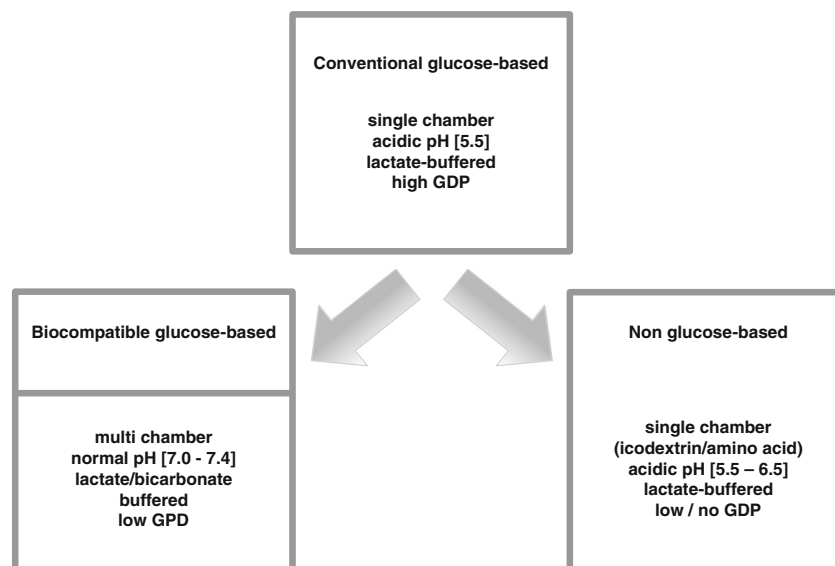 Conventional glucose-based
single chamber
acidic pH [5.5]
lactate-buffered
high GDP
Biocompatible glucose-based
multi chamber
normal pH [7.0 - 7.4]
lactate/bicarbonate
buffered
low GPD
Non glucose-based
single chamber
(icodextrin/amino acid)
acidic pH [5.5 – 6.5]
lactate-buffered
low / no GDP